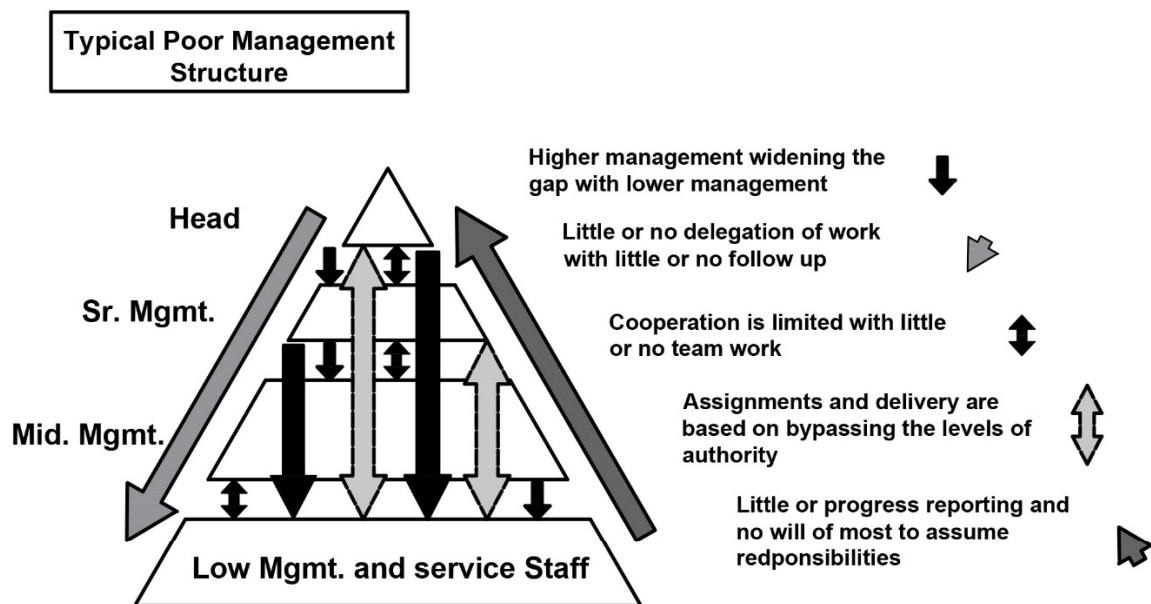 Typical Poor Management
Structure
Higher management widening the
gap with lower management
Head
Little or no delegation of work
with little or no follow up
Sr. Mgmt.
Cooperation is limited with little
or no team work
Mid. Mgmt.
Assignments and delivery are
based on bypassing the levels of
authority
Little or progress reporting and
no will of most to assume
redponsibilities
Low Mgmt. and service Staff